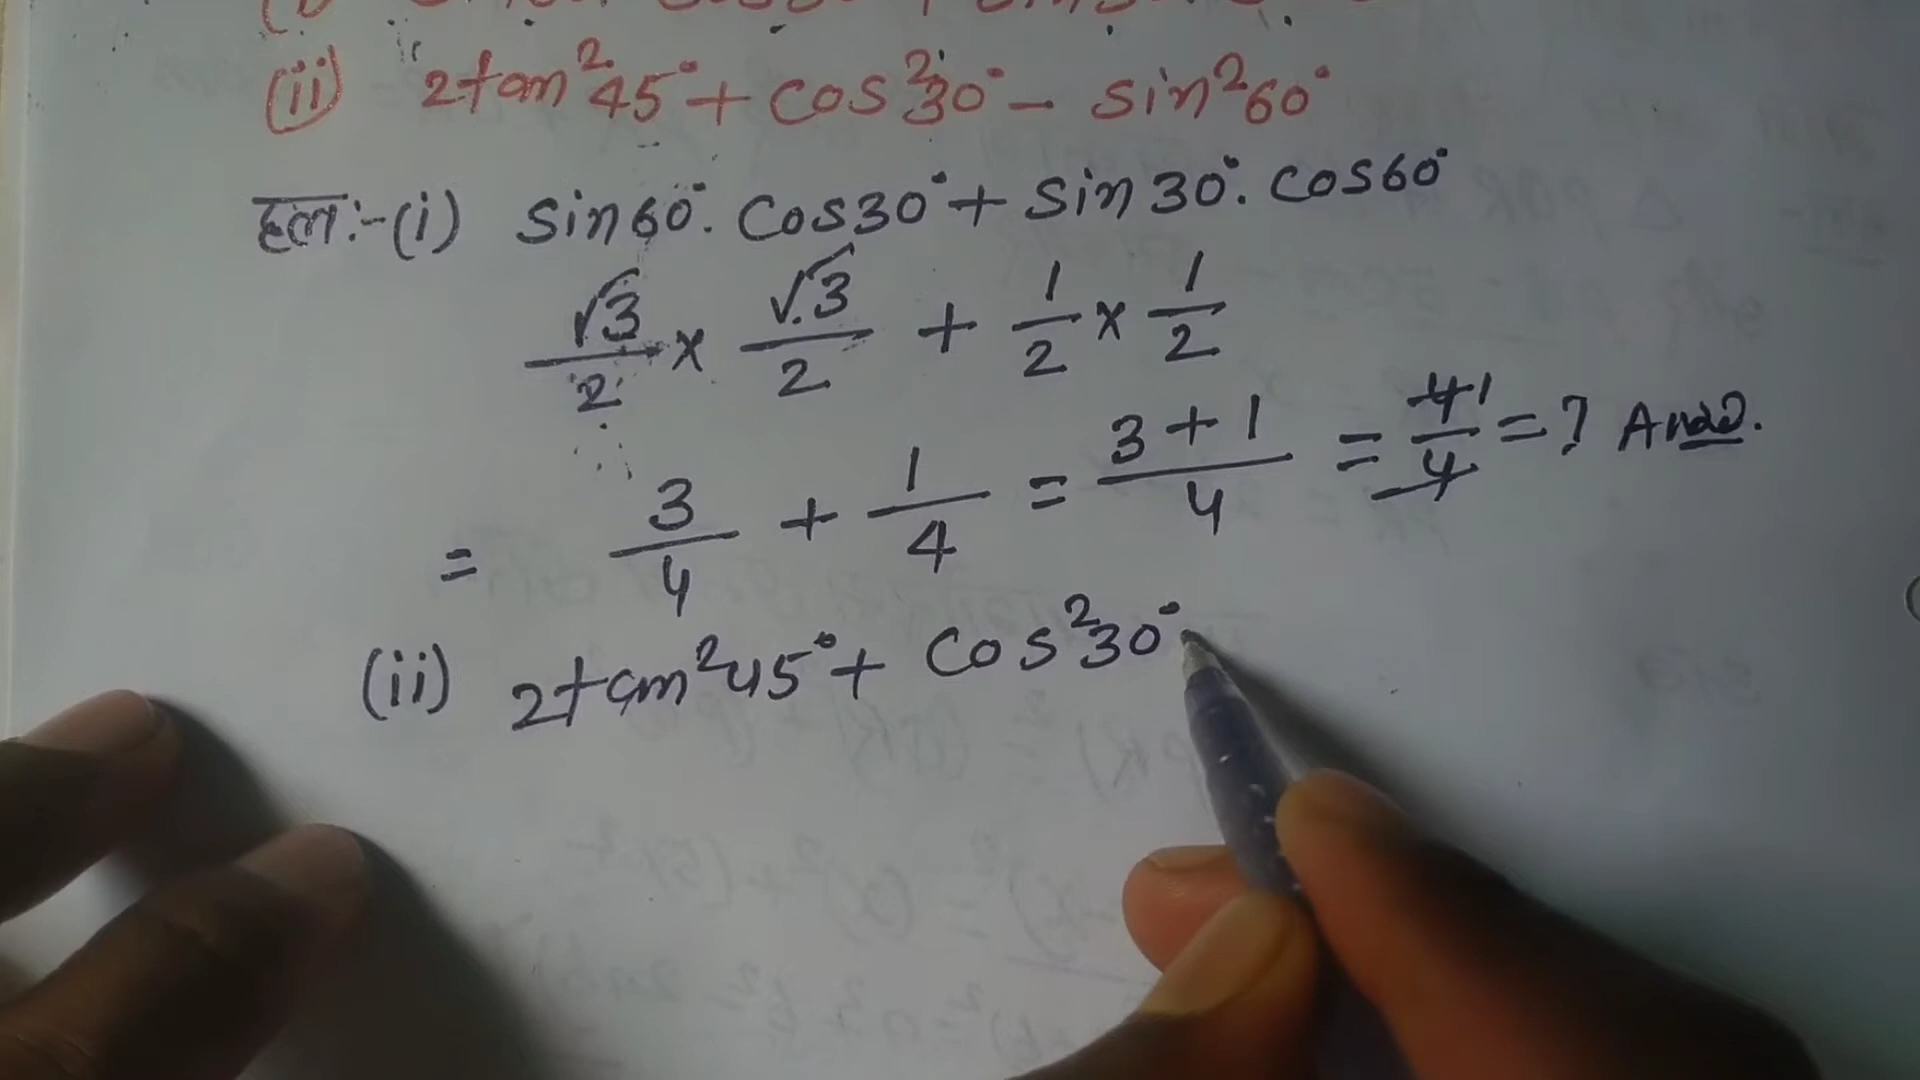 (ii) 2tan²45° + cos²30° - sin²60°
हल:-(i) sin60°. cos30° + sin30°. cos60°
√3/2 × √3/2 + 1/2 × 1/2
= 3/4 + 1/4 = 3+1/4 = 4 1/4 = ? Ans.
(ii) 2tan²45° + cos²30°